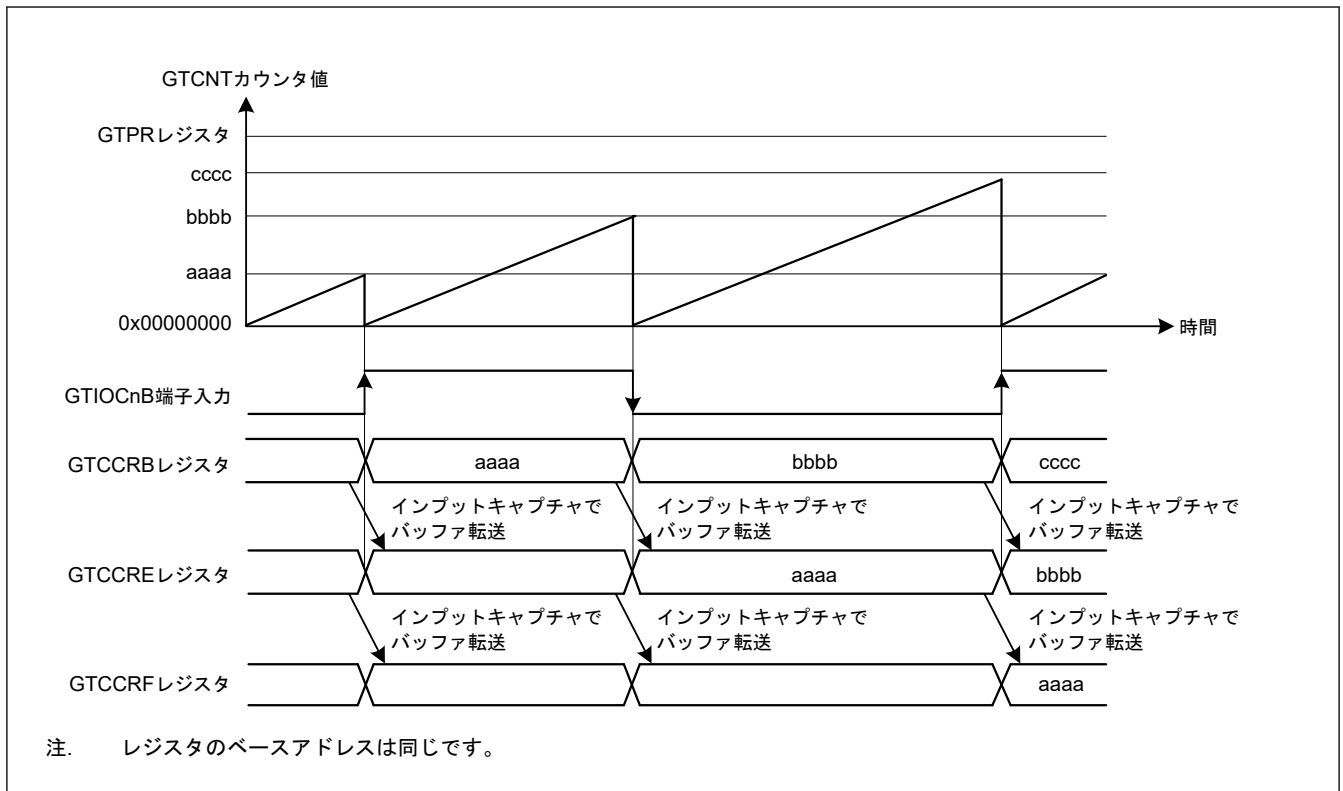 GTCNTカウンタ値
GTPRレジスタ
cccc
bbbb
aaaa
0x00000000
時間
GTIOCnB端子入力
GTCCRBレジスタ
aaaa
bbbb
cccc
インプットキャプチャで
バッファ転送
インプットキャプチャで
バッファ転送
インプットキャプチャで
バッファ転送
GTCCREレジスタ
aaaa
bbbb
インプットキャプチャで
バッファ転送
インプットキャプチャで
バッファ転送
インプットキャプチャで
バッファ転送
GTCCRFレジスタ
aaaa
注. レジスタのベースアドレスは同じです。